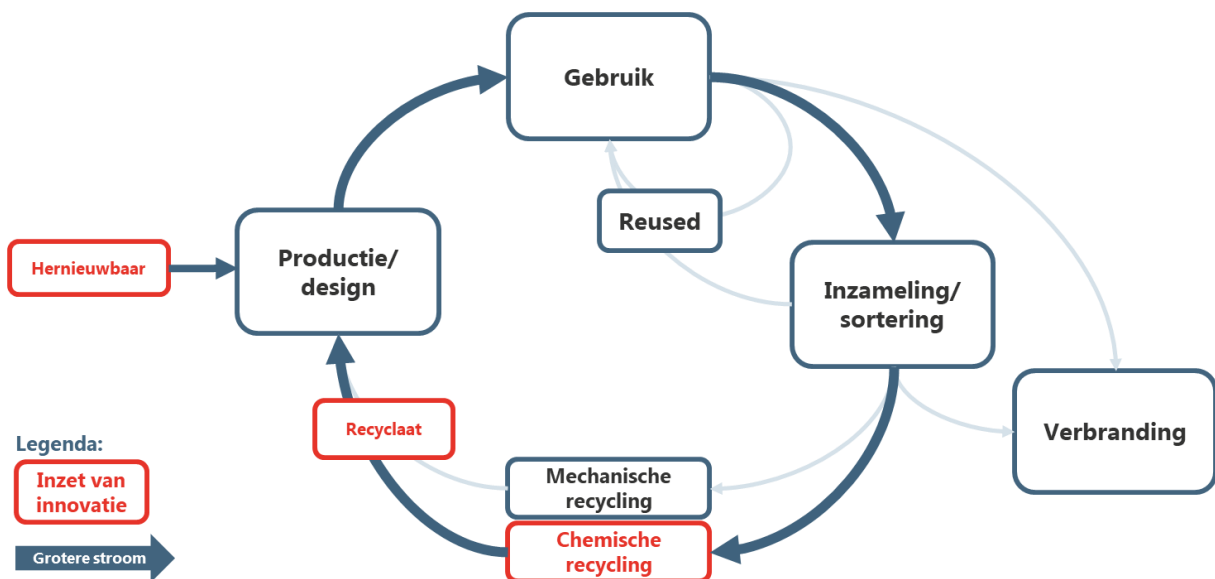 Gebruik
Reused
Hernieuwbaar
Productie/
design
Inzameling/
sortering
Verbranding
Recyclaat
Mechanische
recycling
Chemische
recycling
Legenda:
Inzet van
innovatie
Grotere stroom